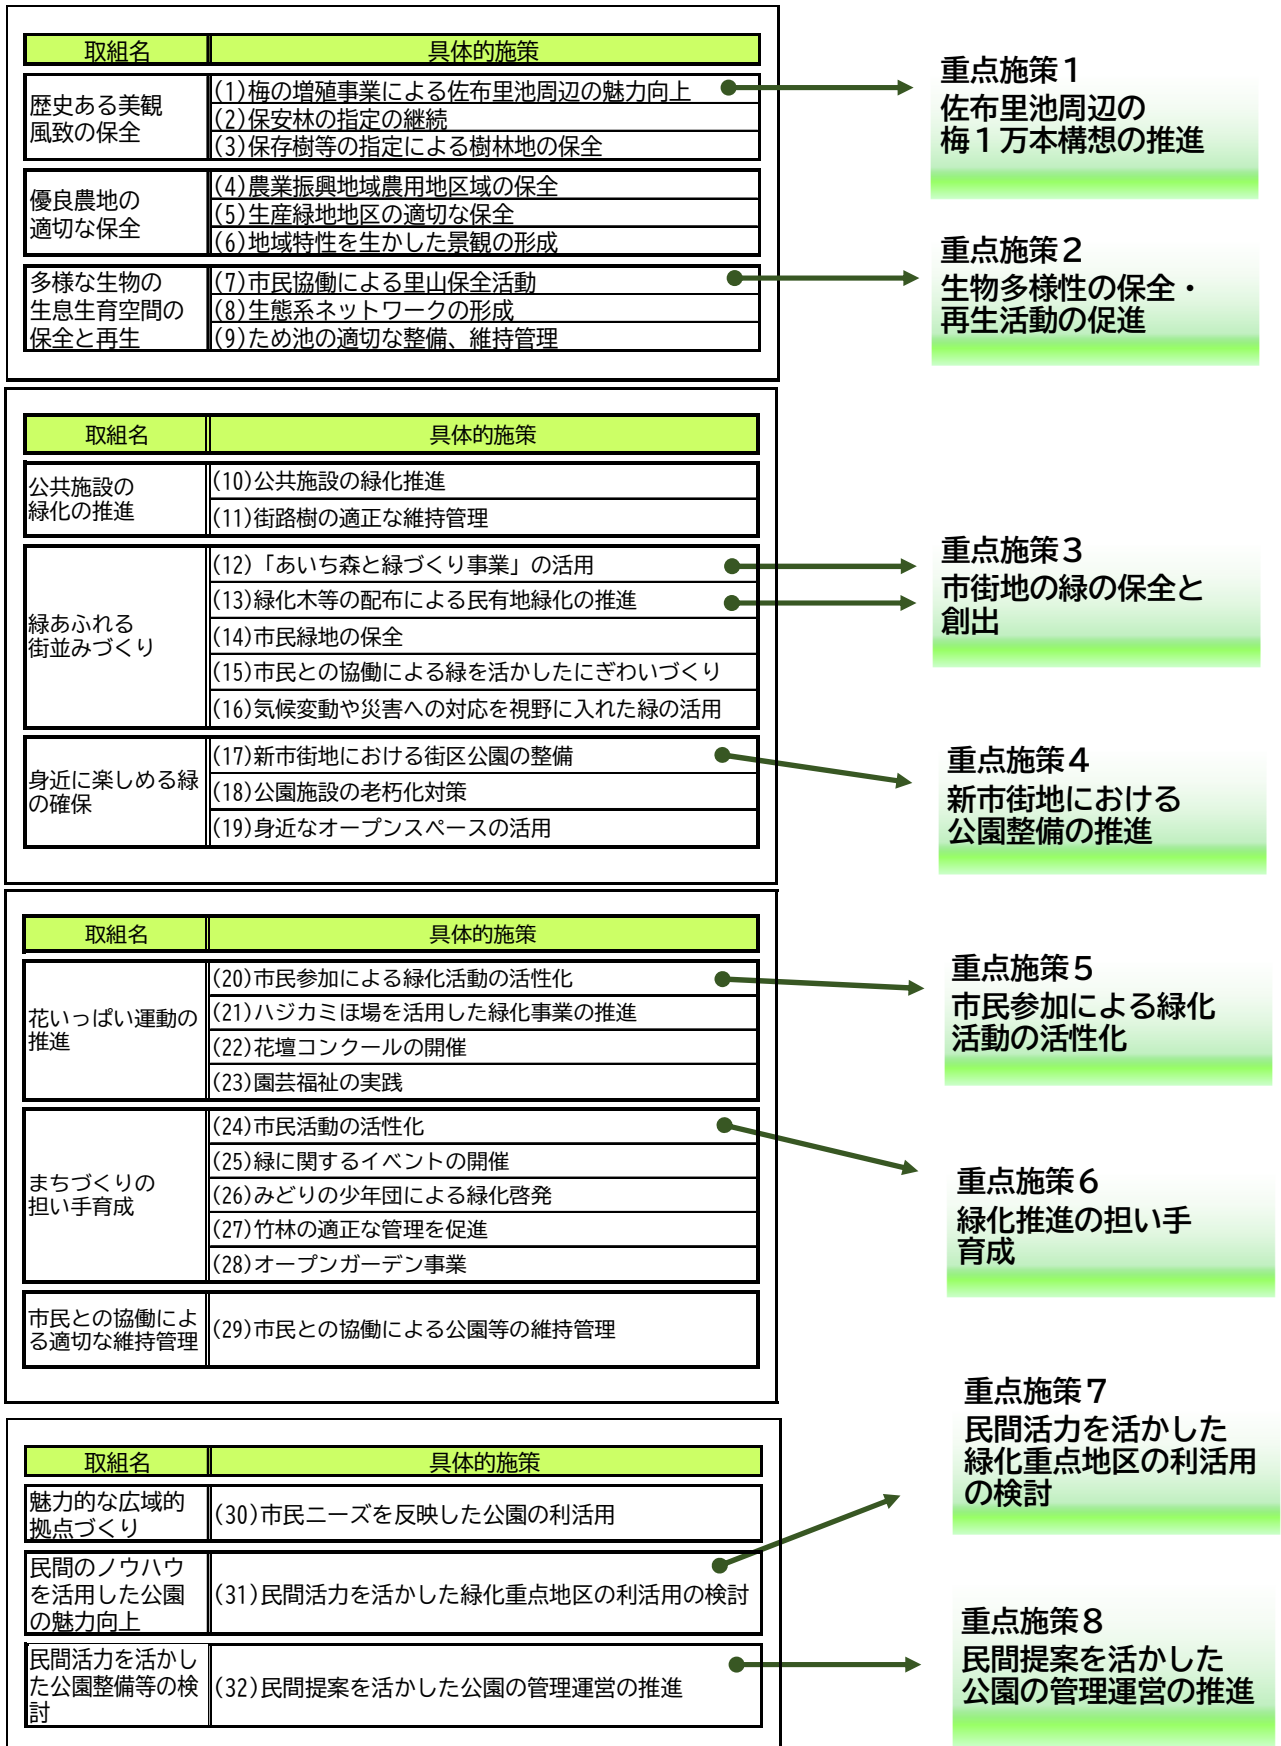 取組名 具体的施策
歴史ある美観
風致の保全
(1)梅の増殖事業による佐布里池周辺の魅力向上
(2)保安林の指定の継続
(3)保存樹等の指定による樹林地の保全
優良農地の
適切な保全
(4)農業振興地域農用地区域の保全
(5)生産緑地地区の適切な保全
(6)地域特性を生かした景観の形成
多様な生物の
生息生育空間の
保全と再生
(7)市民協働による里山保全活動
(8)生態系ネットワークの形成
(9)ため池の適切な整備、維持管理
重点施策1
佐布里池周辺の
梅1万本構想の推進
重点施策2
生物多様性の保全・
再生活動の促進
取組名 具体的施策
公共施設の
緑化の推進
(10)公共施設の緑化推進
(11)街路樹の適正な維持管理
緑あふれる
街並みづくり
(12)「あいち森と緑づくり事業」の活用
(13)緑化木等の配布による民有地緑化の推進
(14)市民緑地の保全
(15)市民との協働による緑を活かしたにぎわいづくり
(16)気候変動や災害への対応を視野に入れた緑の活用
身近に楽しめる緑
の確保
(17)新市街地における街区公園の整備
(18)公園施設の老朽化対策
(19)身近なオープンスペースの活用
重点施策3
市街地の緑の保全と
創出
重点施策4
新市街地における
公園整備の推進
取組名 具体的施策
花いっぱい運動の
推進
(20)市民参加による緑化活動の活性化
(21)ハジカミほ場を活用した緑化事業の推進
(22)花壇コンクールの開催
(23)園芸福祉の実践
まちづくりの
担い手育成
(24)市民活動の活性化
(25)緑に関するイベントの開催
(26)みどりの少年団による緑化啓発
(27)竹林の適正な管理を促進
(28)オープンガーデン事業
市民との協働によ
る適切な維持管理
(29)市民との協働による公園等の維持管理
重点施策5
市民参加による緑化
活動の活性化
重点施策6
緑化推進の担い手
育成
取組名 具体的施策
魅力的な広域的
拠点づくり
(30)市民ニーズを反映した公園の利活用
民間のノウハウ
を活用した公園
の魅力向上
(31)民間活力を活かした緑化重点地区の利活用の検討
民間活力を活かし
た公園整備等の検
討
(32)民間提案を活かした公園の管理運営の推進
重点施策7
民間活力を活かした
緑化重点地区の利活用
の検討
重点施策8
民間提案を活かした
公園の管理運営の推進